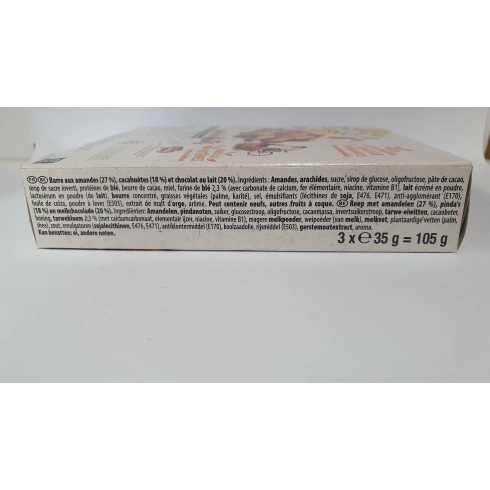 FR BE Barre aux amandes (27 %), cacahuètes (18 %) et chocolat au lait (20 %). Ingrédients : Amandes, arachides, sucre, sirop de glucose, oligofructose, pâte de cacao,
sirop de sucre inverti, protéines de blé, beurre de cacao, miel, farine de blé 2,3 % (avec carbonate de calcium, fer élémentaire, niacine, vitamine B1), lait écrémé en poudre,
lactosérum en poudre (de lait), beurre concentré, graisses végétales (palme, karité), sel, émulsifiants (lécithines de soja, E476, E471), anti-agglomérant (E170),
huile de colza, poudre à lever (E503), extrait de malt d'orge, arôme. Peut contenir oeufs, autres fruits à coque. BE Reep met amandelen (27 %), pinda's
(18 %) en melkchocolade (20 %). Ingrediënten: Amandelen, pindanoten, suiker, glucosestroop, oligofructose, cacaomassa, invertsuikerstroop, tarwe-eiwitten, cacaoboter,
honing, tarwebloem 2,3 % (met calciumcarbonaat, elementair ijzer, niacine, vitamine B1), magere melkpoeder, weipoeder (van melk), melkvet, plantaardige vetten (palm,
shea), zout, emulgatoren (sojalecithinen, E476, E471), antiklontermiddel (E170), koolzaadolie, rijsmiddel (E503), gerstemoutextract, aroma.
Kan bevatten: ei, andere noten.
3 x e 35 g = 105 g